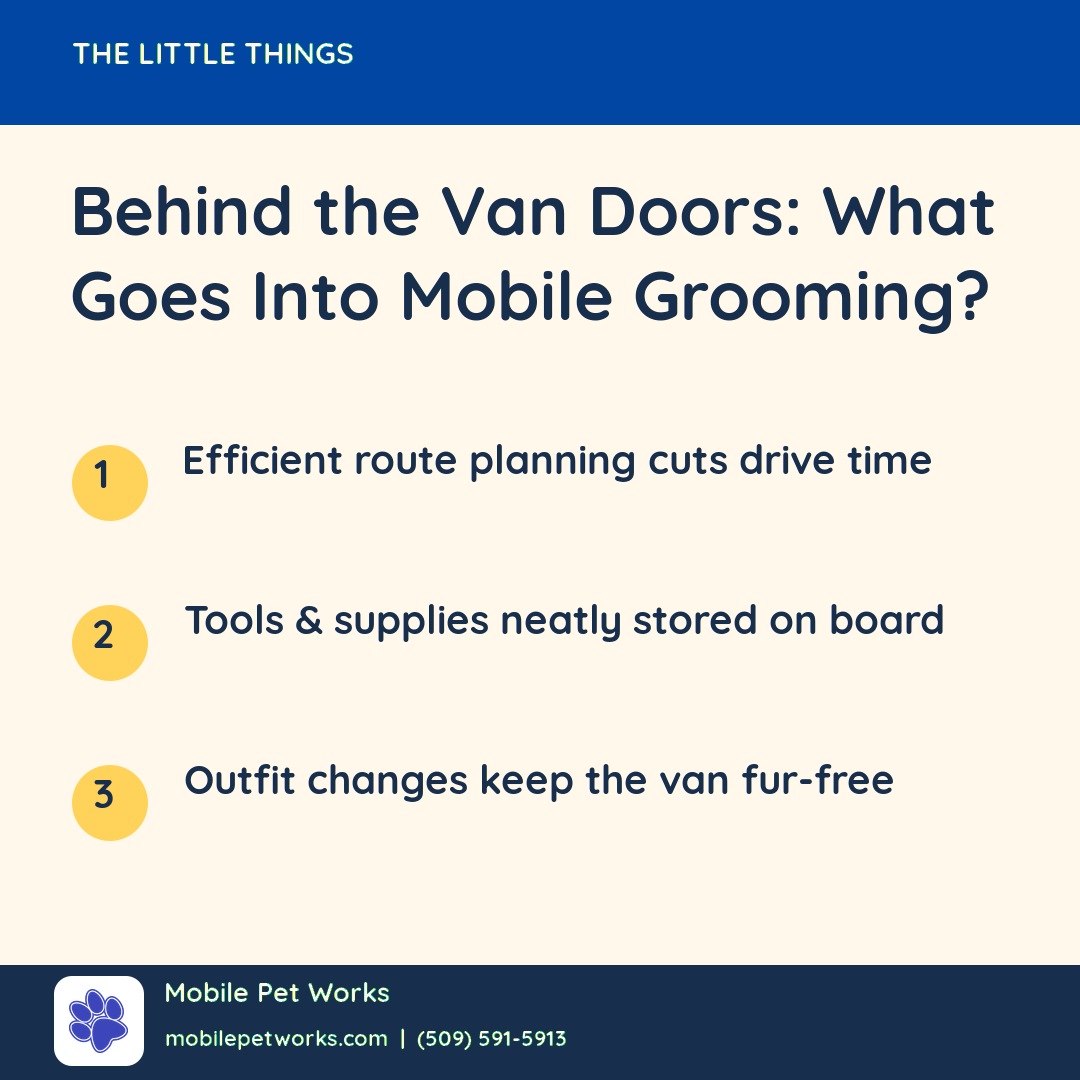 THE LITTLE THINGS
Behind the Van Doors: What
Goes Into Mobile Grooming?
1 Efficient route planning cuts drive time
2 Tools & supplies neatly stored on board
3 Outfit changes keep the van fur-free
Mobile Pet Works
mobilepetworks.com | (509) 591-5913